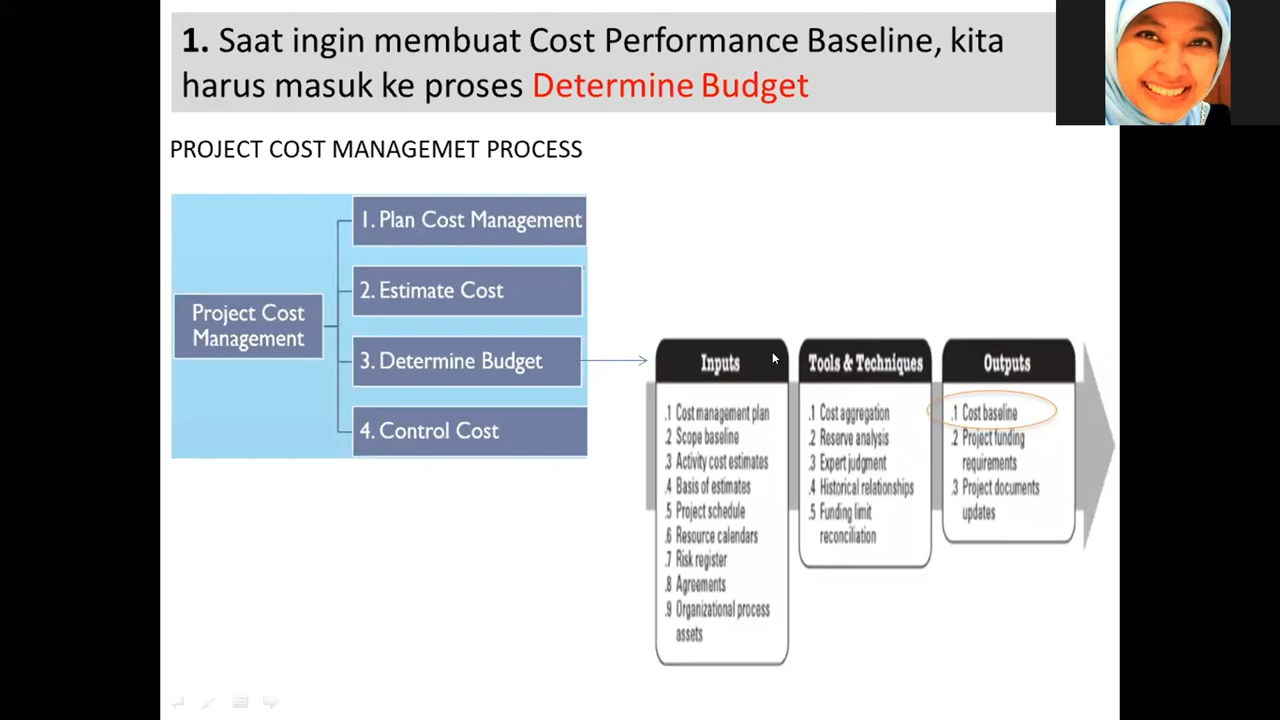 1. Saat ingin membuat Cost Performance Baseline, kita
harus masuk ke proses Determine Budget
PROJECT COST MANAGEMET PROCESS
Project Cost
Management
1. Plan Cost Management
2. Estimate Cost
3. Determine Budget
4. Control Cost
Inputs
.1 Cost management plan
.2 Scope baseline
.3 Activity cost estimates
.4 Basis of estimates
.5 Project schedule
.6 Resource calendars
.7 Risk register
.8 Agreements
.9 Organizational process
assets
Tools & Techniques
.1 Cost aggregation
.2 Reserve analysis
.3 Expert judgment
.4 Historical relationships
.5 Funding limit
reconciliation
Outputs
.1 Cost baseline
.2 Project funding
requirements
.3 Project documents
updates